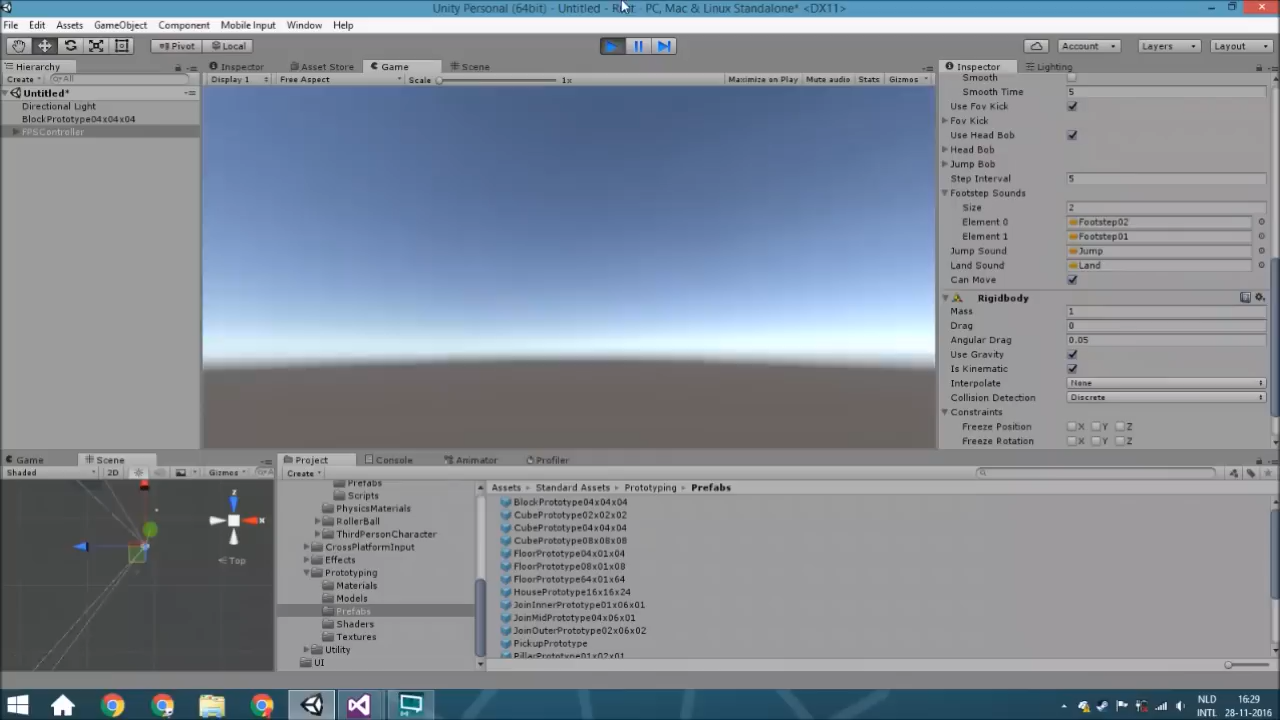 Unity Personal (64bit) - Untitled - - PC, Mac & Linux Standalone* <DX11>
File Edit Assets GameObject Component Mobile Input Window Help
Pivot Local Account Layers Layout
Hierarchy
Create All
Untitled*
Directional Light
BlockPrototype04x04x04
FPSController
Inspector Asset Store Game Scene
Display 1 Free Aspect Scale 1x Maximize on Play Mute audio Stats Gizmos
Inspector Lighting
Smooth
Smooth Time 5
Use Fov Kick
Fov Kick
Use Head Bob
Head Bob
Jump Bob
Step Interval 5
Footstep Sounds
Size 2
Element 0 Footstep02
Element 1 Footstep01
Jump Sound Jump
Land Sound Land
Can Move
Rigidbody
Mass 1
Drag 0
Angular Drag 0.05
Use Gravity
Is Kinematic
Interpolate None
Collision Detection Discrete
Constraints
Freeze Position X Y Z
Freeze Rotation X Y Z
Game Scene
Shaded 2D Gizmos
z
x
Top
Project Console Animator Profiler
Create
Prefabs
Scripts
PhysicsMaterials
RollerBall
ThirdPersonCharacter
CrossPlatformInput
Effects
Prototyping
Materials
Models
Prefabs
Shaders
Textures
Utility
UI
Assets Standard Assets Prototyping Prefabs
BlockPrototype04x04x04
CubePrototype02x02x02
CubePrototype04x04x04
CubePrototype08x08x08
FloorPrototype04x01x04
FloorPrototype08x01x08
FloorPrototype64x01x64
HousePrototype16x16x24
JoinInnerPrototype01x06x01
JoinMidPrototype04x06x01
JoinOuterPrototype02x06x02
PickupPrototype
PillarPrototype01x02x01
NLD 16:29
INTL 28-11-2016